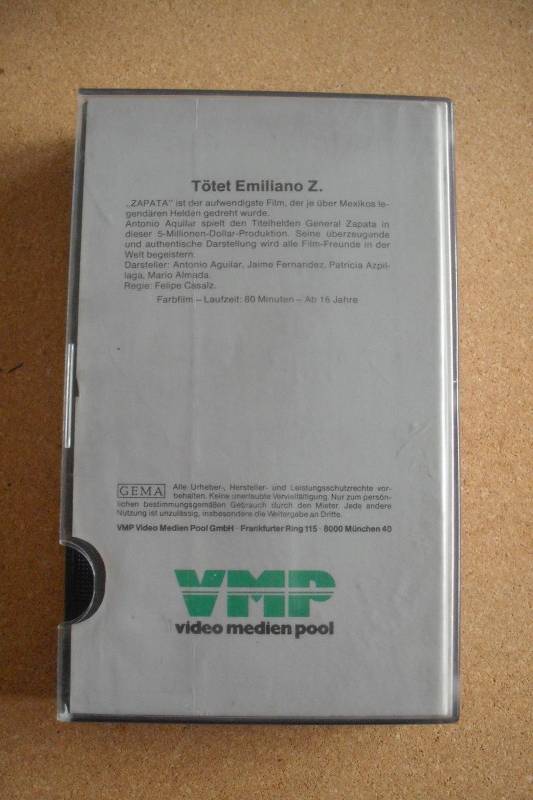 Tötet Emiliano Z.
„ZAPATA" ist der aufwendigste Film, der je über Mexikos le-
gendären Helden gedreht wurde.
Antonio Aquilar spielt den Titelhelden General Zapata in
dieser 5-Millionen-Dollar-Produktion. Seine überzeugende
und authentische Darstellung wird alle Film-Freunde in der
Welt begeistern.
Darsteller: Antonio Aguilar, Jaime Fernandez, Patricia Azpil-
laga, Mario Almada.
Regie: Felipe Casalz.
Farbfilm – Laufzeit: 80 Minuten – Ab 16 Jahre
GEMA
Alle Urheber-, Hersteller- und Leistungsschutzrechte vor-
behalten. Keine unerlaubte Vervielfältigung. Nur zum persön-
lichen bestimmungsgemäßen Gebrauch durch den Mieter. Jede andere
Nutzung ist unzulässig, insbesondere die Weitergabe an Dritte.
VMP Video Medien Pool GmbH · Frankfurter Ring 115 · 8000 München 40
VMP
video medien pool